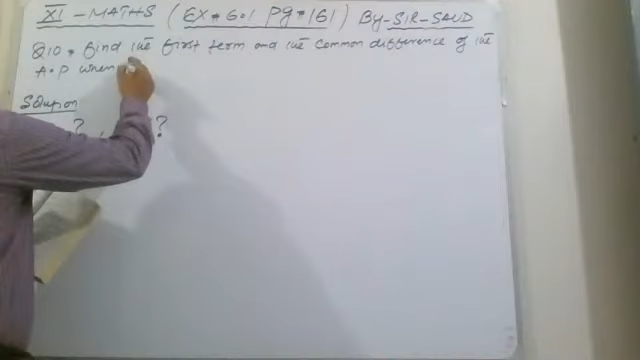 XI - MATHS ( EX # 6.1 Pg # 161 ) By - SIR - SAUD
Q10 * find the first term and the common difference of the
A.P when
Solution
? , ?